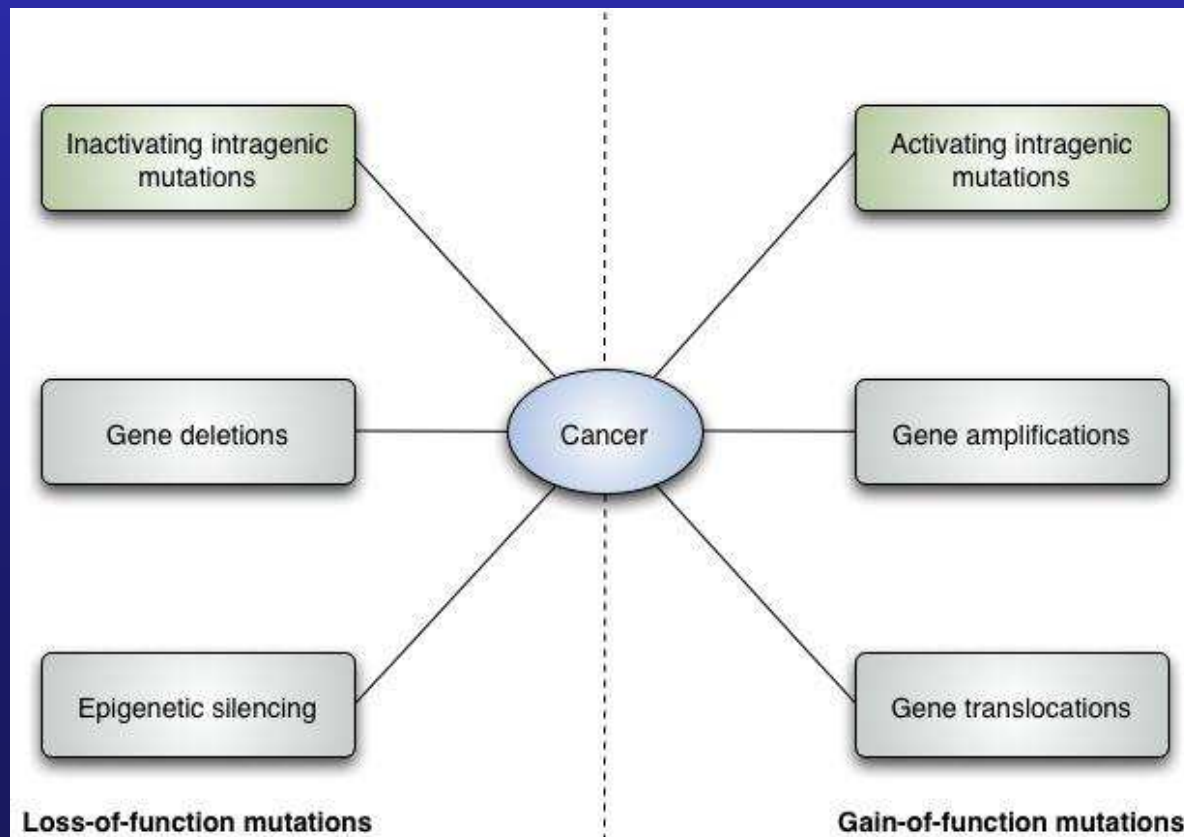 Inactivating intragenic
mutations
Activating intragenic
mutations
Gene deletions
Cancer
Gene amplifications
Epigenetic silencing
Gene translocations
Loss-of-function mutations
Gain-of-function mutations